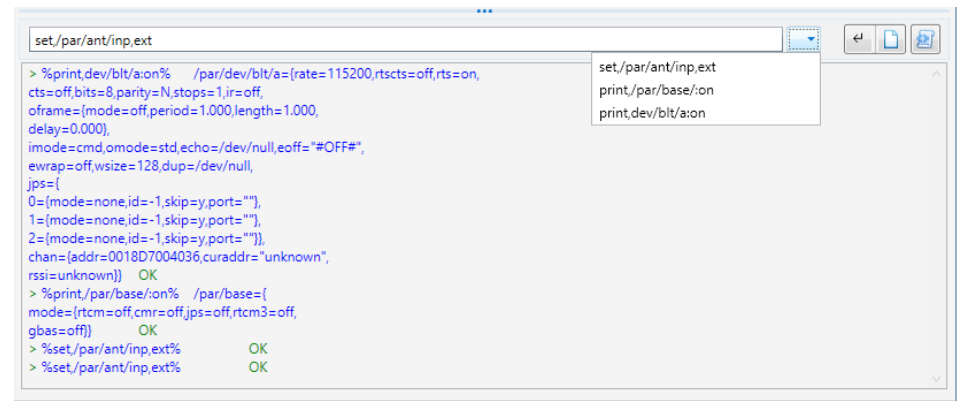 set,/par/ant/inp,ext
set,/par/ant/inp,ext
print,/par/base/:on
print,dev/blt/a:on
> %print,dev/blt/a:on% /par/dev/blt/a={rate=115200,rtscts=off,rts=on,
cts=off,bits=8,parity=N,stops=1,ir=off,
oframe={mode=off,period=1.000,length=1.000,
delay=0.000},
imode=cmd,omode=std,echo=/dev/null,eoff="#OFF#",
ewrap=off,wsize=128,dup=/dev/null,
jps={
0={mode=none,id=-1,skip=y,port=""},
1={mode=none,id=-1,skip=y,port=""},
2={mode=none,id=-1,skip=y,port=""}},
chan={addr=0018D7004036,curaddr="unknown",
rssi=unknown}} OK
> %print,/par/base/:on% /par/base={
mode={rtcm=off,cmr=off,jps=off,rtcm3=off,
gbas=off}} OK
> %set,/par/ant/inp,ext% OK
> %set,/par/ant/inp,ext% OK